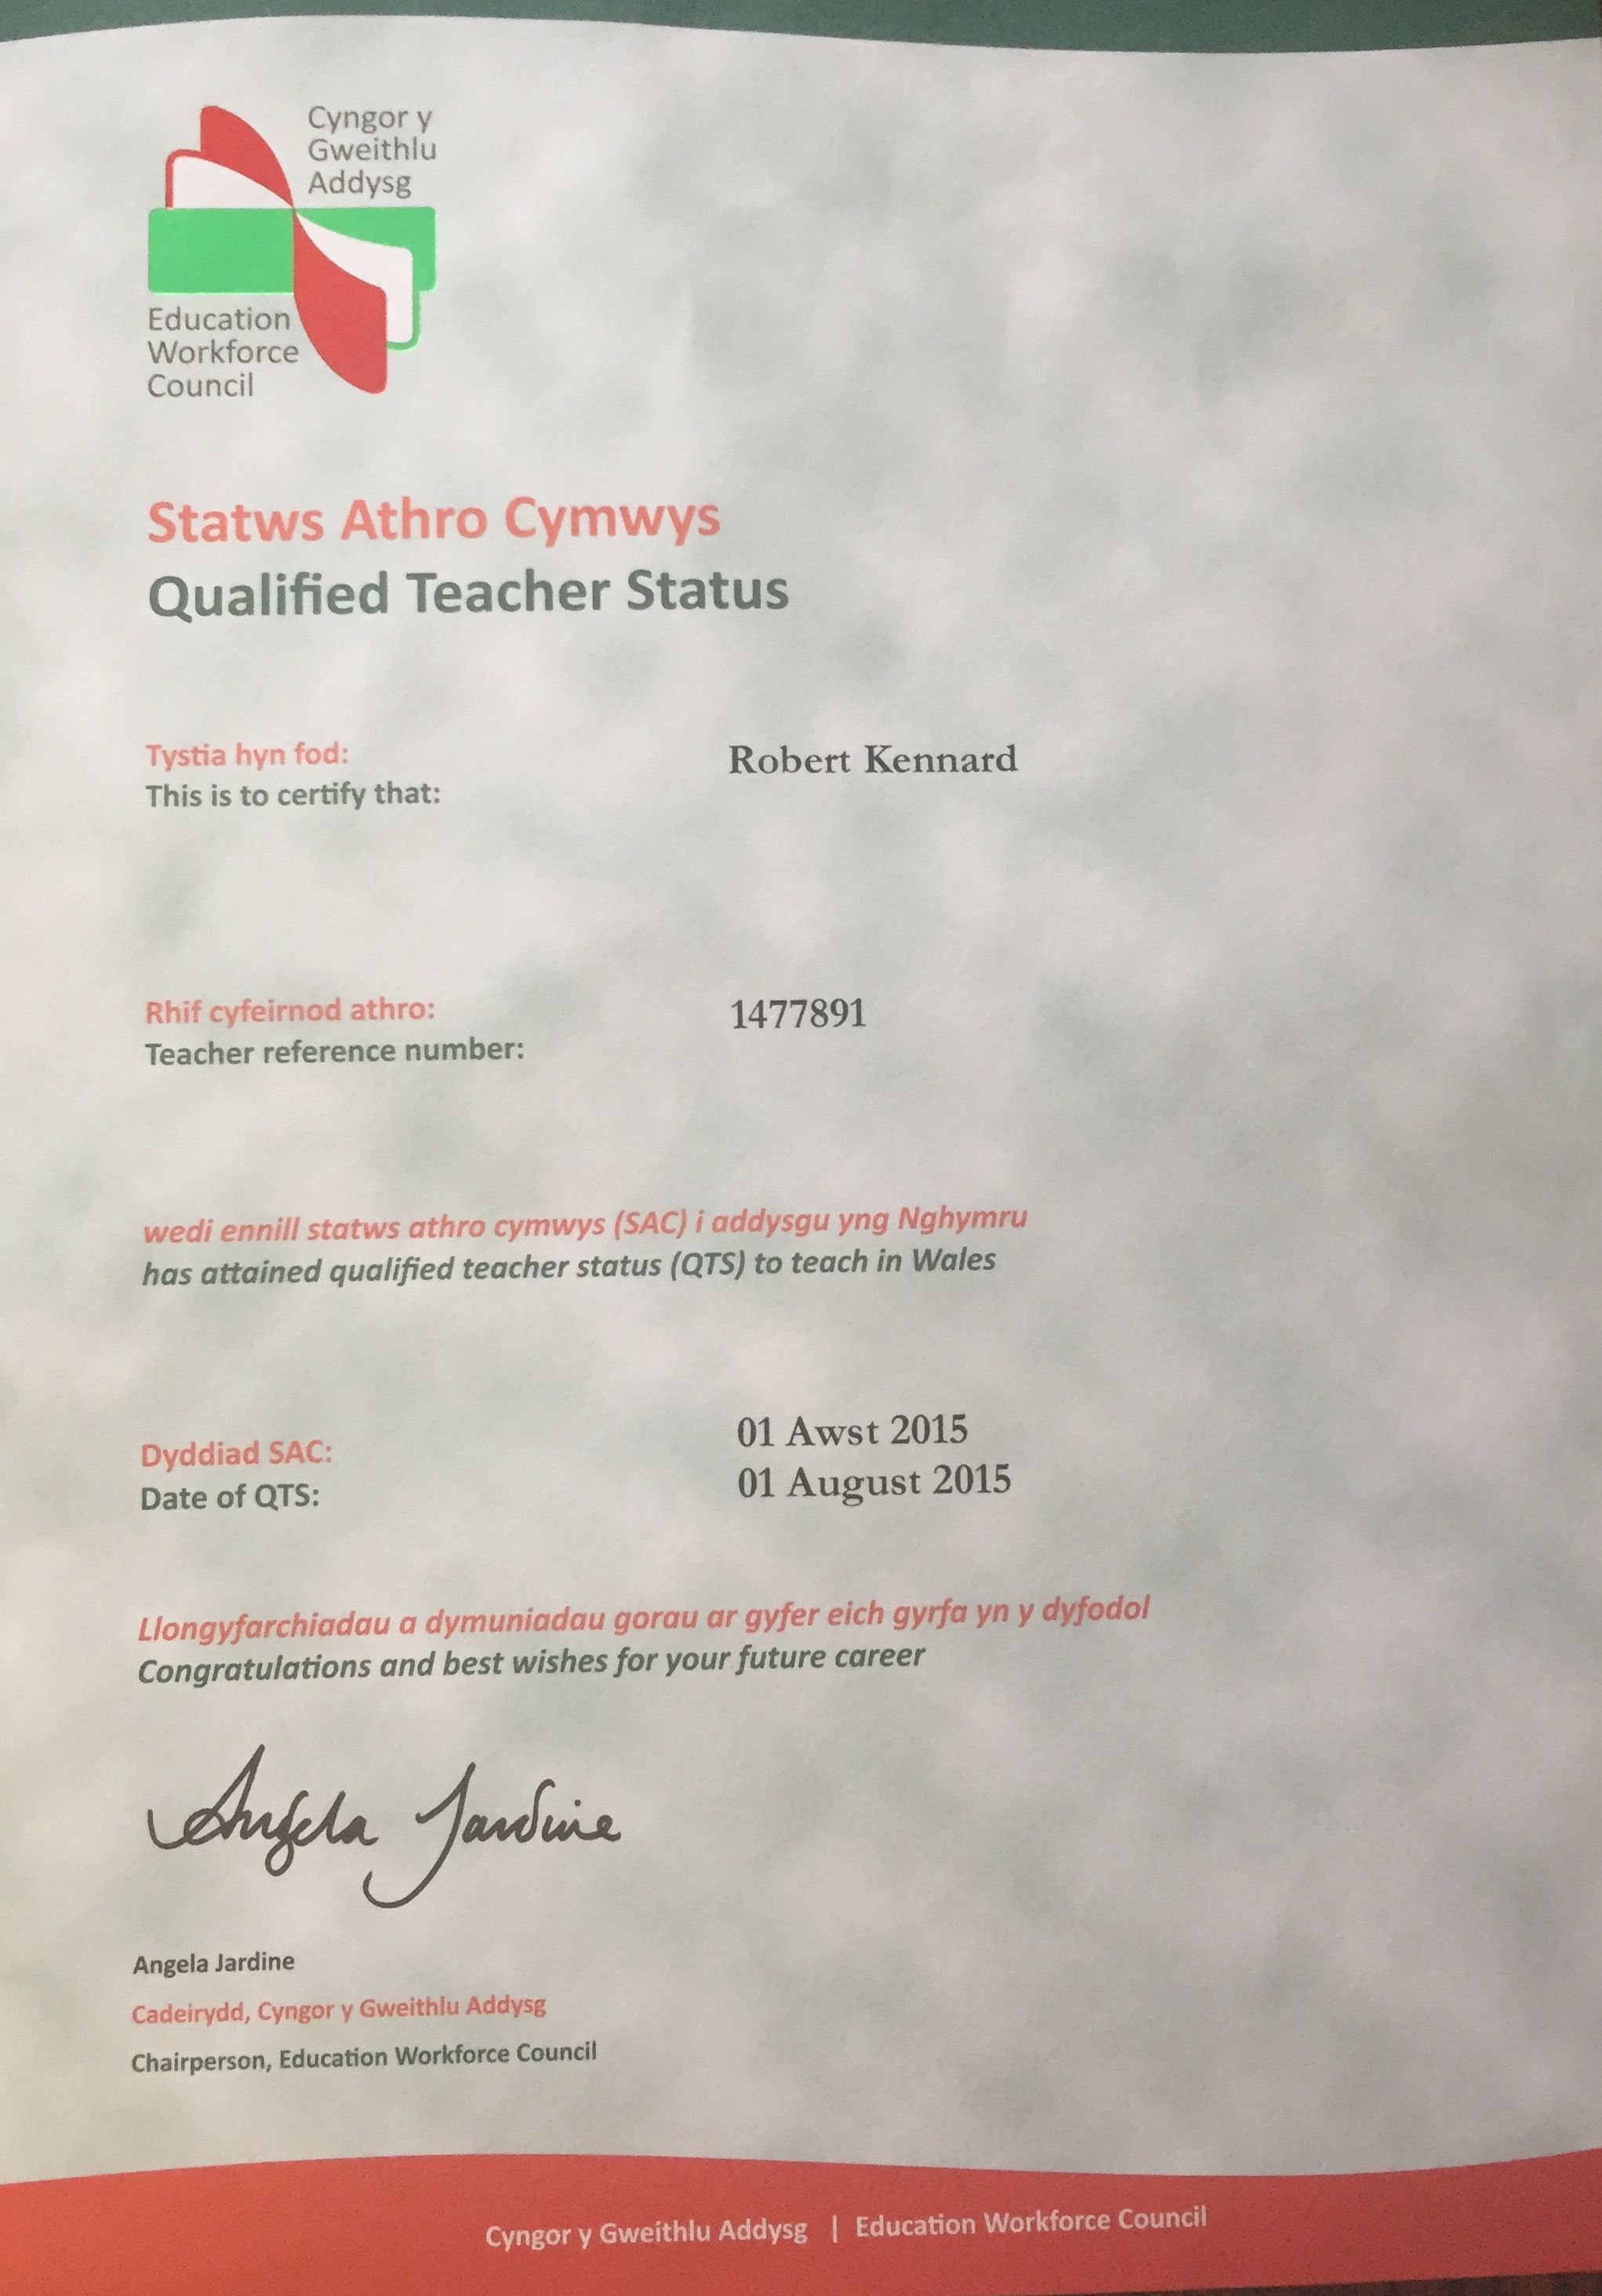 Cyngor y
Gweithlu
Addysg
Education
Workforce
Council
Statws Athro Cymwys
Qualified Teacher Status
Tystia hyn fod:
This is to certify that:
Robert Kennard
Rhif cyfeirnod athro:
Teacher reference number:
1477891
wedi ennill statws athro cymwys (SAC) i addysgu yng Nghymru
has attained qualified teacher status (QTS) to teach in Wales
Dyddiad SAC:
Date of QTS:
01 Awst 2015
01 August 2015
Llongyfarchiadau a dymuniadau gorau ar gyfer eich gyrfa yn y dyfodol
Congratulations and best wishes for your future career
Angela Jardine
Angela Jardine
Cadeirydd, Cyngor y Gweithlu Addysg
Chairperson, Education Workforce Council
Cyngor y Gweithlu Addysg | Education Workforce Council